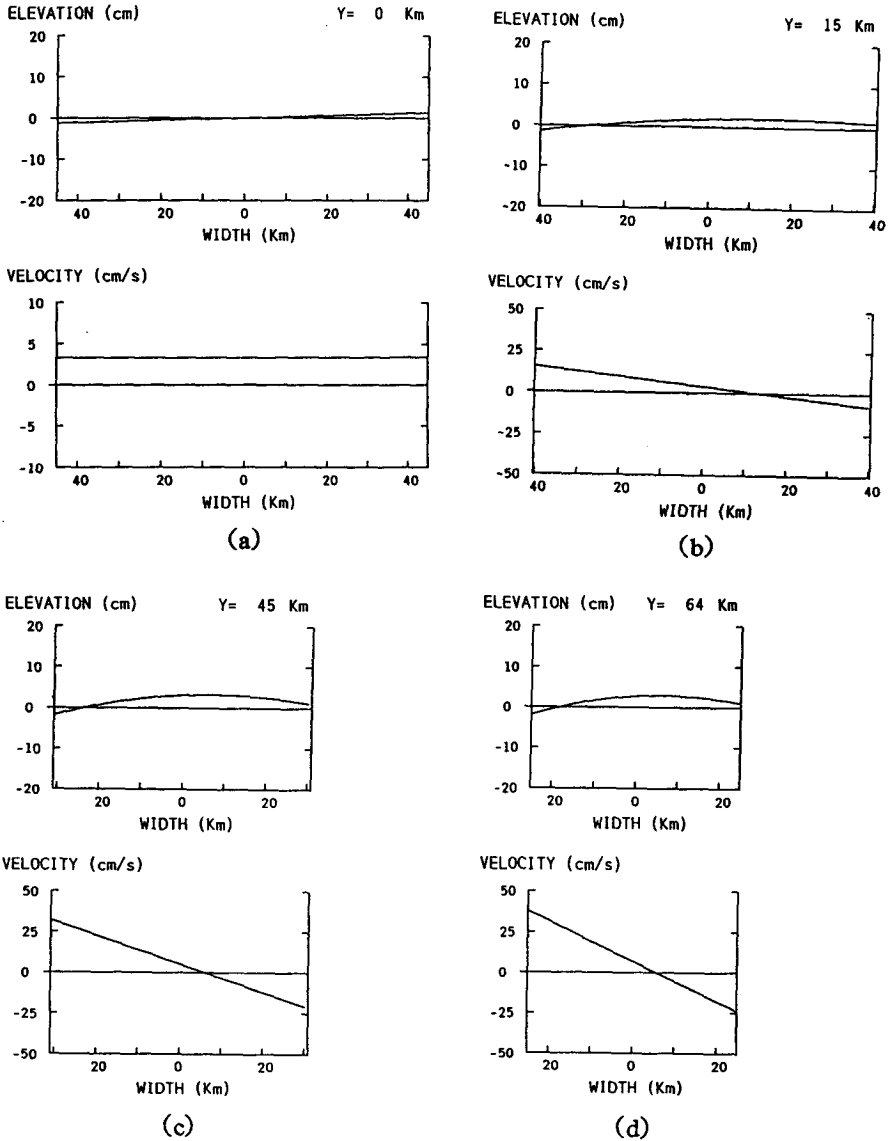 ELEVATION (cm) Y= 0 Km
20
10
0
-10
-20
40 20 0 20 40
WIDTH (Km)
VELOCITY (cm/s)
10
5
0
-5
-10
40 20 0 20 40
WIDTH (Km)
(a)
ELEVATION (cm) Y= 15 Km
20
10
0
-10
-20
40 20 0 20 40
WIDTH (Km)
VELOCITY (cm/s)
50
25
0
-25
-50
40 20 0 20 40
WIDTH (Km)
(b)
ELEVATION (cm) Y= 45 Km
20
10
0
-10
-20
20 0 20
WIDTH (Km)
VELOCITY (cm/s)
50
25
0
-25
-50
20 0 20
WIDTH (Km)
(c)
ELEVATION (cm) Y= 64 Km
20
10
0
-10
-20
20 0 20
WIDTH (Km)
VELOCITY (cm/s)
50
25
0
-25
-50
20 0 20
WIDTH (Km)
(d)